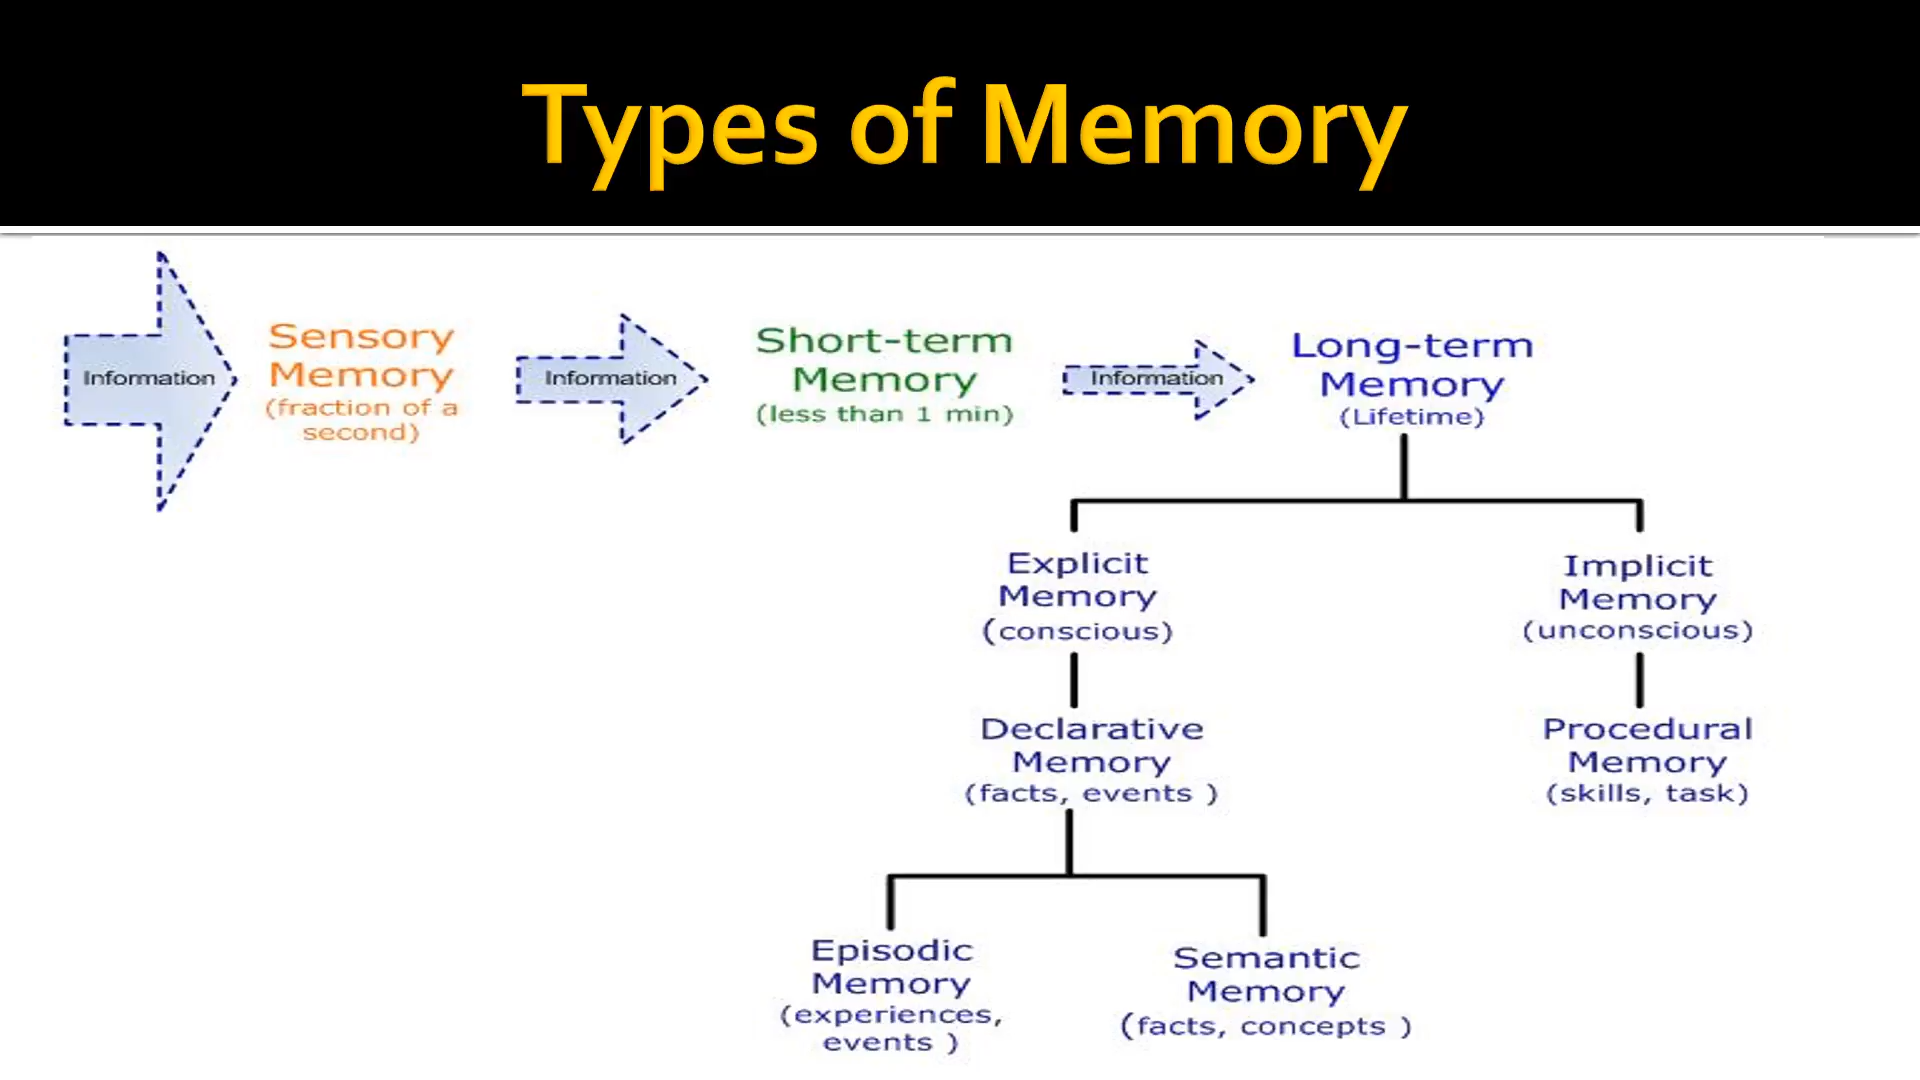 Types of Memory
Information
Sensory
Memory
(fraction of a
second)
Information
Short-term
Memory
(less than 1 min)
Information
Long-term
Memory
(Lifetime)
Explicit
Memory
(conscious)
Implicit
Memory
(unconscious)
Declarative
Memory
(facts, events )
Procedural
Memory
(skills, task)
Episodic
Memory
(experiences,
events )
Semantic
Memory
(facts, concepts )